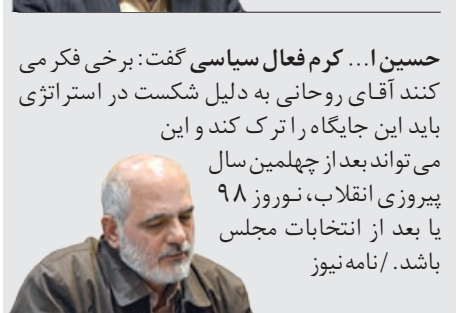 حسین ا... کرم فعال سیاسی گفت: برخی فکر می
کنند آقای روحانی به دلیل شکست در استراتژی
باید این جایگاه را ترک کند و این
می‌تواند بعد از چهلمین سال
پیروزی انقلاب، نوروز ۹۸
یا بعد از انتخابات مجلس
باشد. /نامه‌نیوز